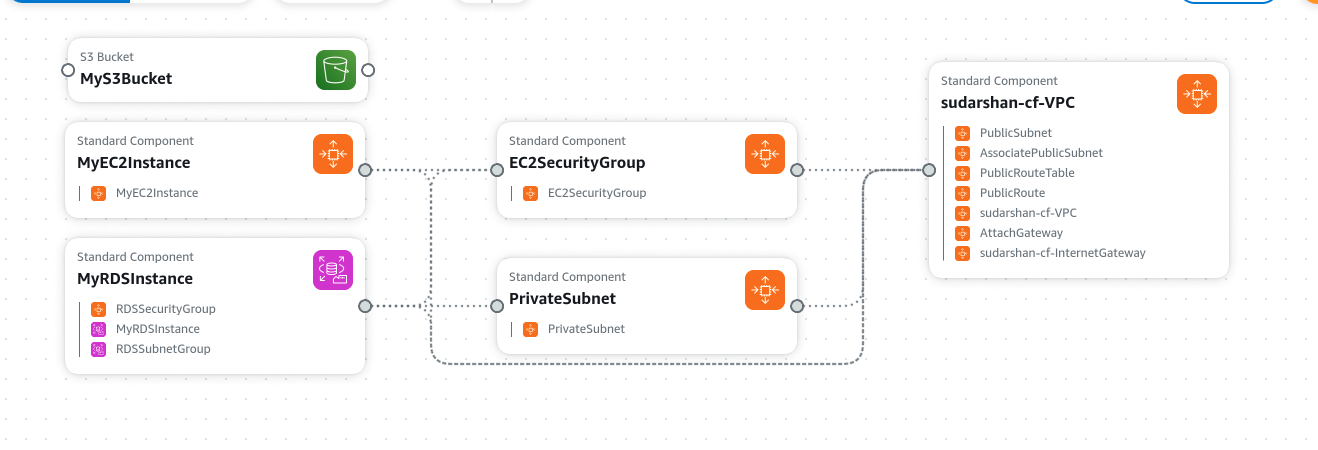 S3 Bucket
MyS3Bucket
Standard Component
MyEC2Instance
MyEC2Instance
Standard Component
MyRDSInstance
RDSSecurityGroup
MyRDSInstance
RDSSubnetGroup
Standard Component
EC2SecurityGroup
EC2SecurityGroup
Standard Component
PrivateSubnet
PrivateSubnet
Standard Component
sudarshan-cf-VPC
PublicSubnet
AssociatePublicSubnet
PublicRouteTable
PublicRoute
sudarshan-cf-VPC
AttachGateway
sudarshan-cf-InternetGateway